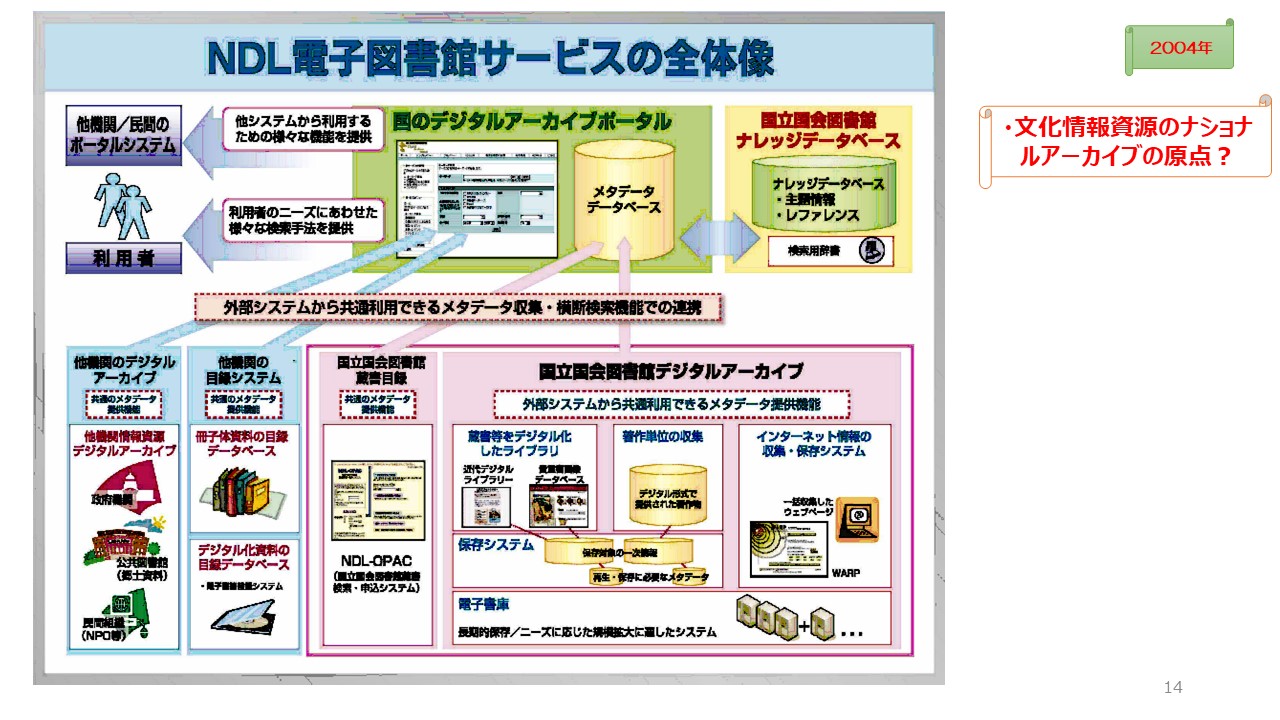 NDL電子図書館サービスの全体像
2004年
・文化情報資源のナショナ
ルアーカイブの原点？
他機関／民間の
ポータルシステム
利用者
他システムから利用する
ための様々な機能を提供
利用者のニーズにあわせた
様々な検索手法を提供
国のデジタルアーカイブポータル
メタデータ
データベース
国立国会図書館
ナレッジデータベース
ナレッジデータベース
・主題情報
・レファレンス
検索用辞書
外部システムから共通利用できるメタデータ収集・横断検索機能での連携
他機関のデジタル
アーカイブ
共通のメタデータ
提供機能
他機関情報資源
デジタルアーカイブ
政府機関
公共図書館
（郷土資料）
民間組織
（NPO等）
他機関の
目録システム
共通のメタデータ
提供機能
冊子体資料の目録
データベース
デジタル化資料の
目録データベース
国立国会図書館
蔵書目録
共通のメタデータ
提供機能
NDL-OPAC
NDL-OPAC
（国立国会図書館蔵書
検索・申込システム）
国立国会図書館デジタルアーカイブ
外部システムから共通利用できるメタデータ提供機能
蔵書等をデジタル化
したライブラリ
近代デジタル
ライブラリー
貴重書画像
データベース
著作単位の収集
デジタル形式で
提供された著作物
インターネット情報の
収集・保存システム
一括収集した
ウェブページ
WARP
保存システム
保存対象の一次情報
再生・保存に必要なメタデータ
電子書庫
長期的保存／ニーズに応じた規模拡大に適したシステム
+
...
14